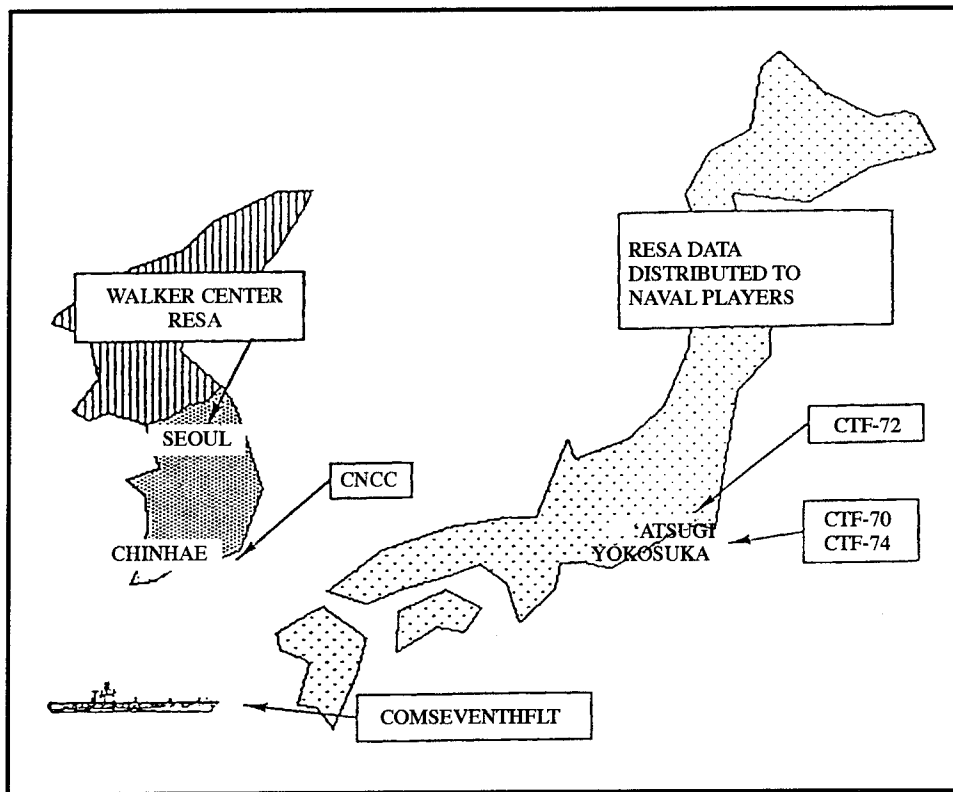 RESA DATA
DISTRIBUTED TO
NAVAL PLAYERS
WALKER CENTER
RESA
SEOUL
CNCC
CHINHAE
CTF-72
'ATSUGI
YOKOSUKA
CTF-70
CTF-74
COMSEVENTHFLT